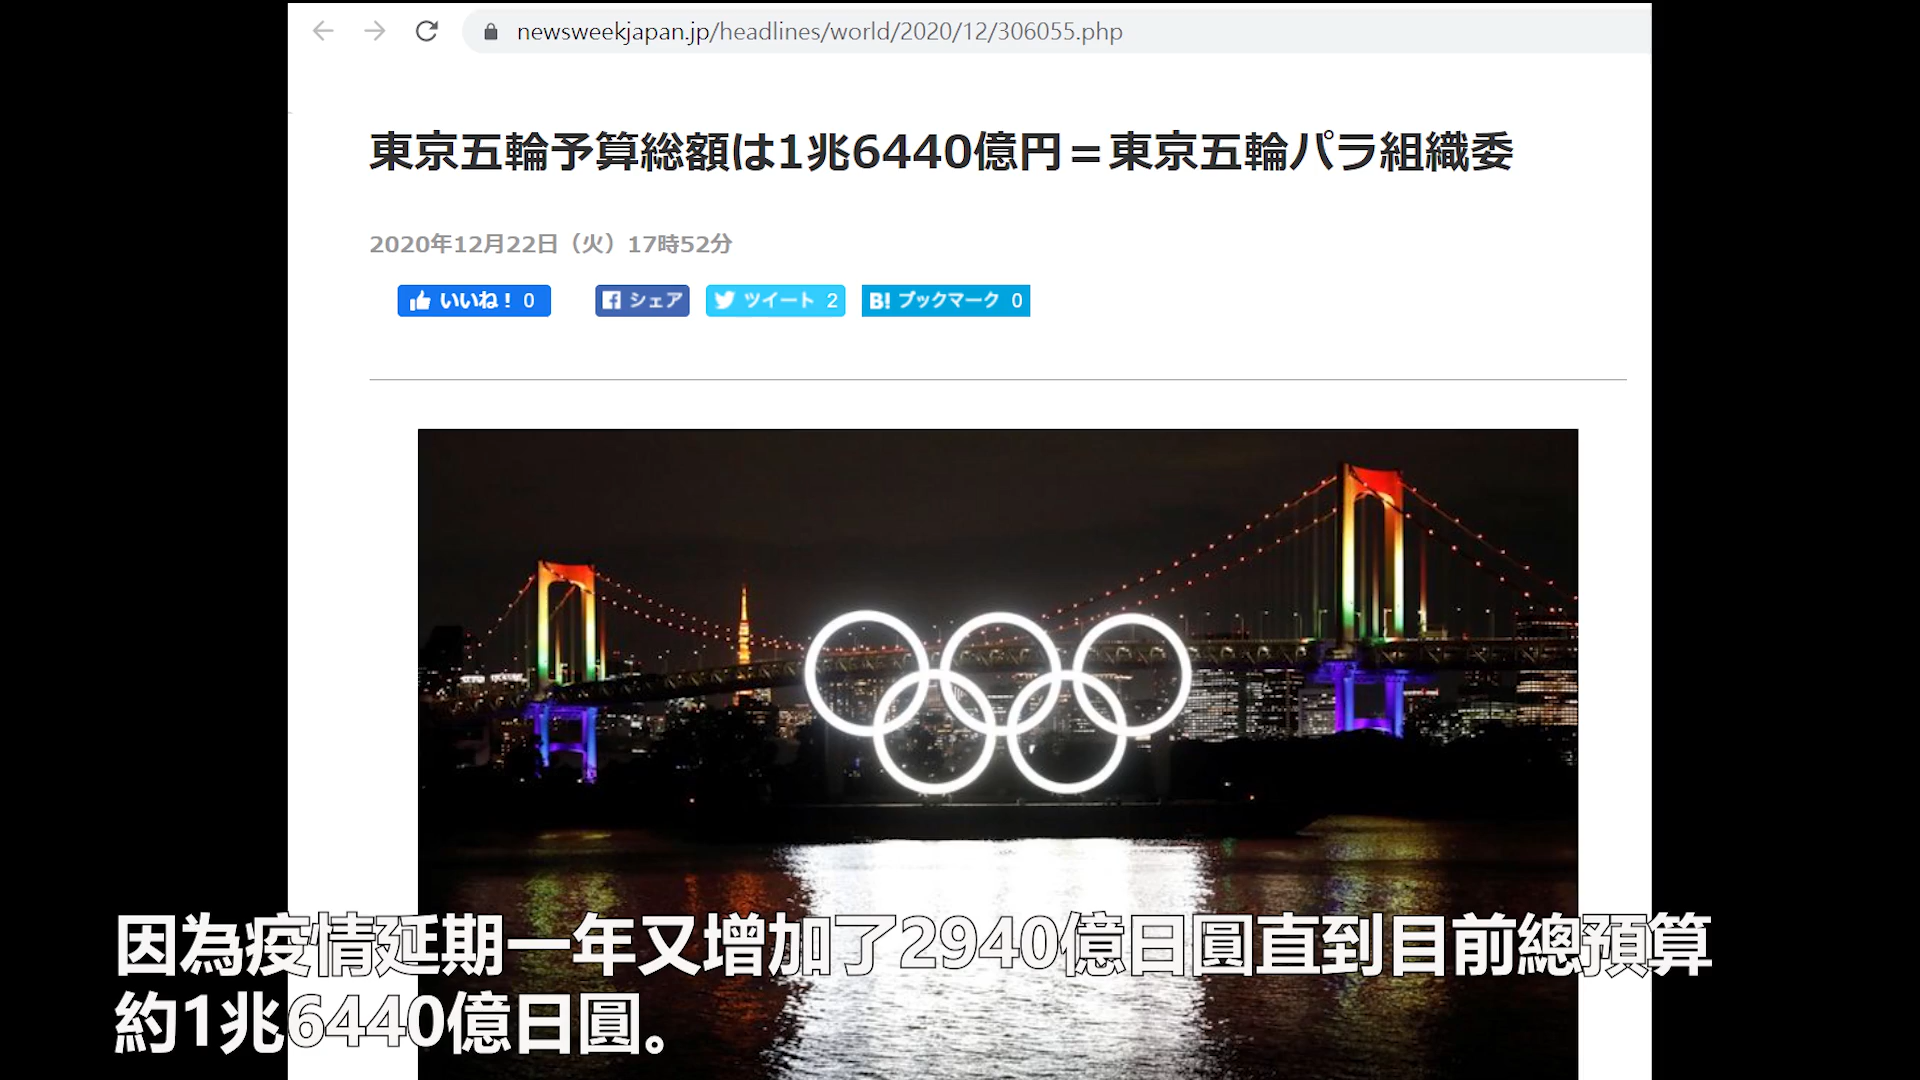 newsweekjapan.jp/headlines/world/2020/12/306055.php
東京五輪予算総額は1兆6440億円＝東京五輪パラ組織委
2020年12月22日（火）17時52分
いいね！ 0 シェア ツイート 2 B! ブックマーク 0
因為疫情延期一年又增加了2940億日圓直到目前總預算
約1兆6440億日圓。